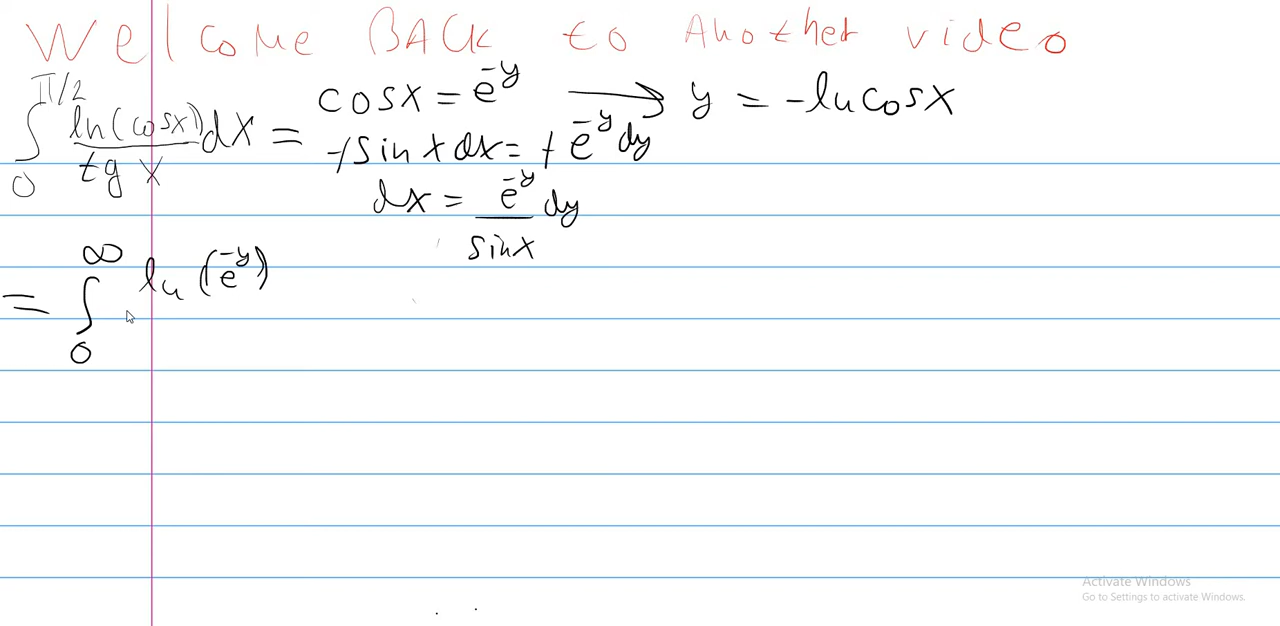 Welcome BACK to Another video
∫₀^{π/2} ln(cosx)/tg x dx = cosx = e^{-y} → y = -ln cosx
-sin x dx = + e^{-y} dy
dx = e^{-y}/sinx dy
= ∫₀^∞ ln(e^{-y})
Activate Windows
Go to Settings to activate Windows.